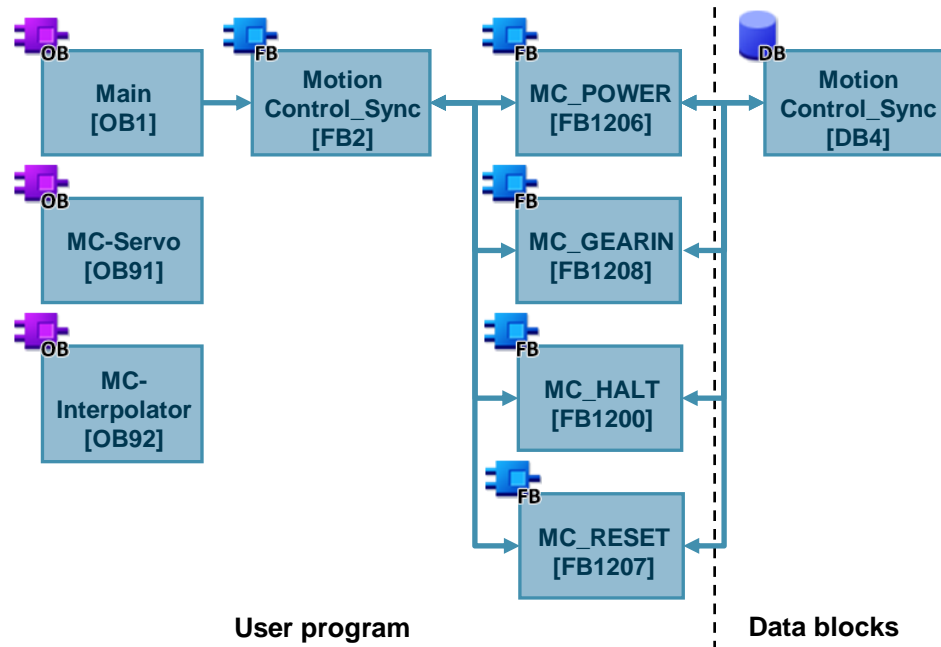 OB
Main
[OB1]
FB
Motion
Control_Sync
[FB2]
FB
MC_POWER
[FB1206]
DB
Motion
Control_Sync
[DB4]
OB
MC-Servo
[OB91]
FB
MC_GEARIN
[FB1208]
OB
MC-
Interpolator
[OB92]
FB
MC_HALT
[FB1200]
FB
MC_RESET
[FB1207]
User program
Data blocks